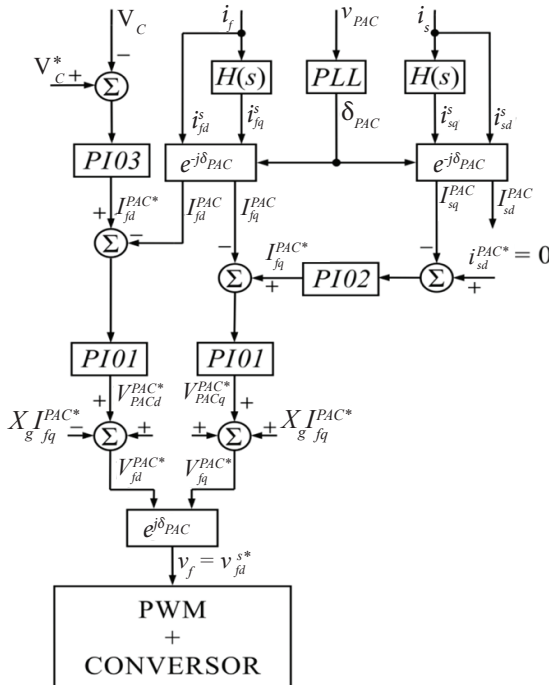 V_C
i_f
v_PAC
i_s
−
V_C^*
+
Σ
H(s)
PLL
H(s)
i_fd^s
i_fq^s
δ_PAC
i_sq^s
i_sd^s
PI03
e^-jδ_PAC
e^-jδ_PAC
I_fd^PAC*
I_fd^PAC
I_fq^PAC
I_sq^PAC
I_sd^PAC
+
−
Σ
−
I_fq^PAC*
−
i_sd^PAC* = 0
Σ
+
PI02
Σ
+
PI01
PI01
V_PACd^PAC*
V_PACq^PAC*
+
+
X_g I_fq^PAC*
−
Σ
+
+
Σ
+
X_g I_fq^PAC*
V_fd^PAC*
V_fq^PAC*
e^jδ_PAC
v_f = v_fd^s*
PWM
+
CONVERSOR